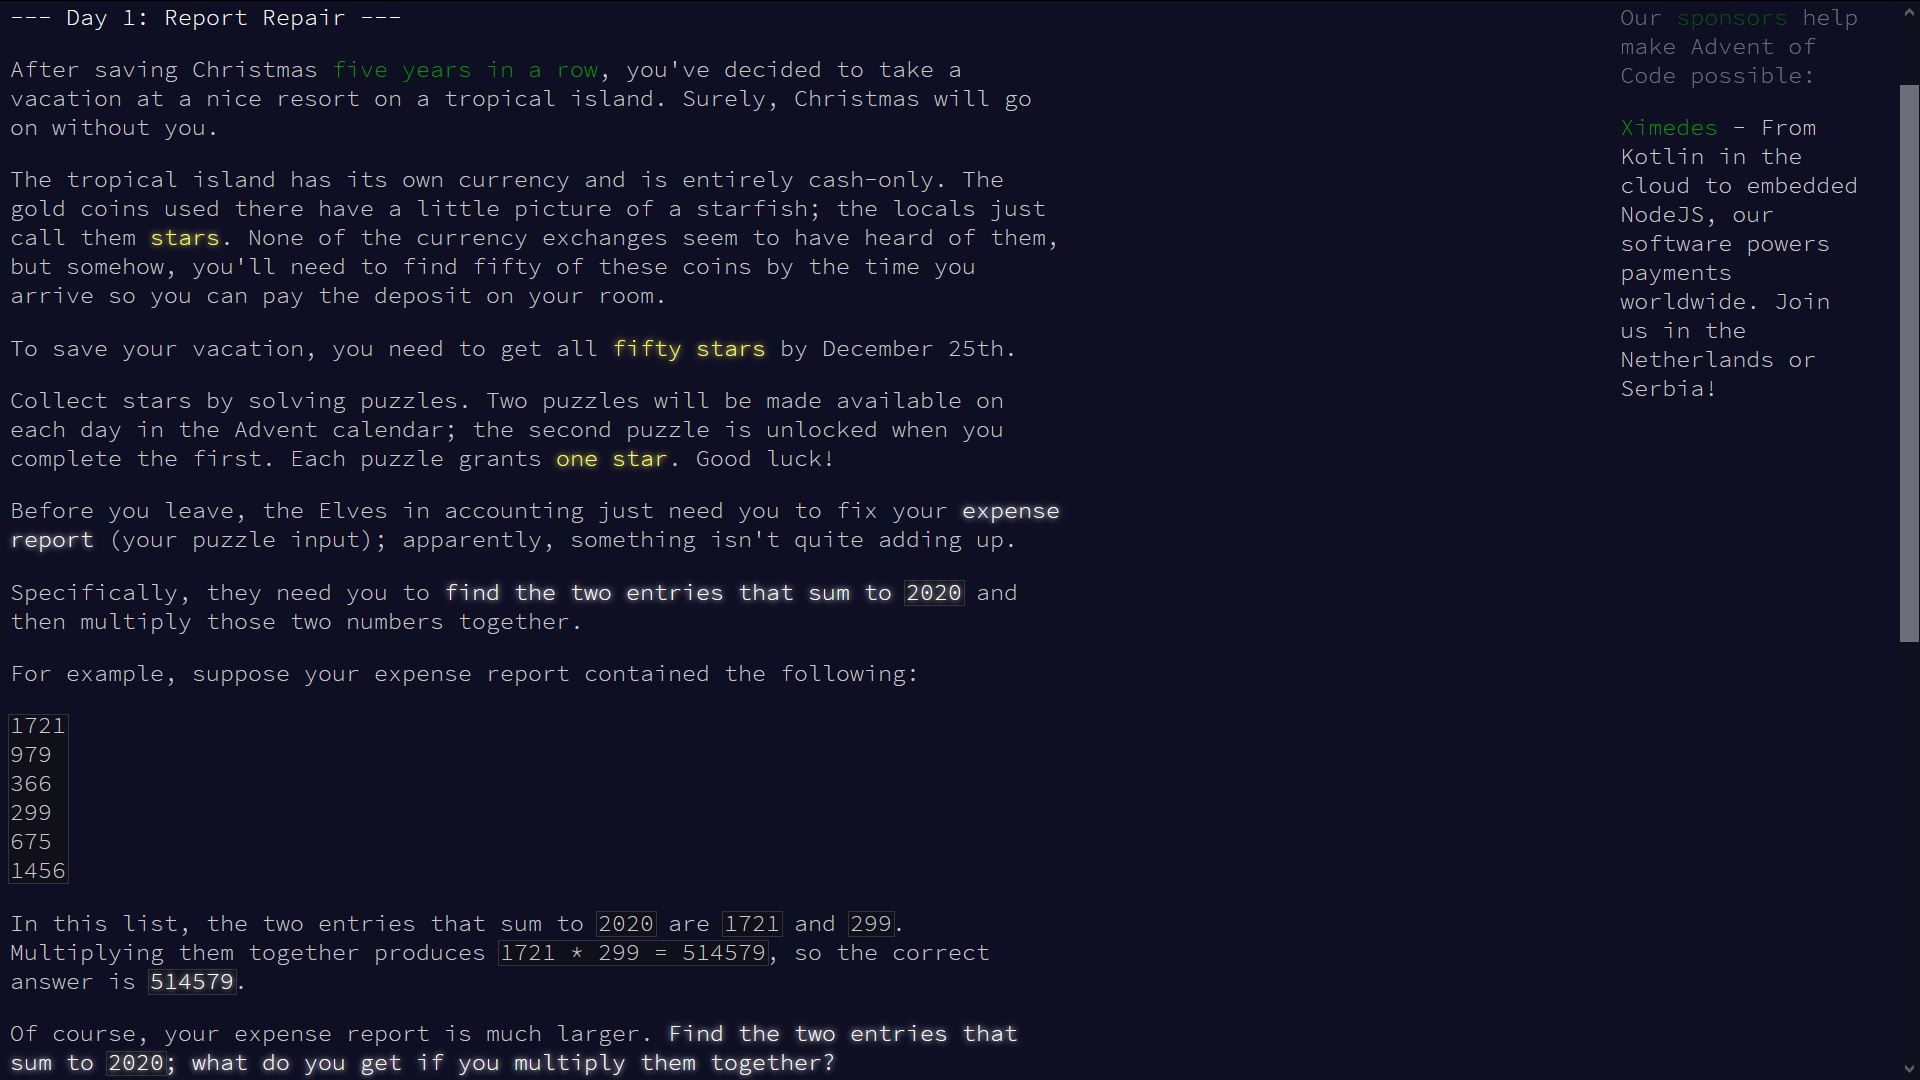 --- Day 1: Report Repair ---
After saving Christmas five years in a row, you've decided to take a
vacation at a nice resort on a tropical island. Surely, Christmas will go
on without you.
The tropical island has its own currency and is entirely cash-only. The
gold coins used there have a little picture of a starfish; the locals just
call them stars. None of the currency exchanges seem to have heard of them,
but somehow, you'll need to find fifty of these coins by the time you
arrive so you can pay the deposit on your room.
To save your vacation, you need to get all fifty stars by December 25th.
Collect stars by solving puzzles. Two puzzles will be made available on
each day in the Advent calendar; the second puzzle is unlocked when you
complete the first. Each puzzle grants one star. Good luck!
Before you leave, the Elves in accounting just need you to fix your expense
report (your puzzle input); apparently, something isn't quite adding up.
Specifically, they need you to find the two entries that sum to 2020 and
then multiply those two numbers together.
For example, suppose your expense report contained the following:
1721
979
366
299
675
1456
In this list, the two entries that sum to 2020 are 1721 and 299.
Multiplying them together produces 1721 * 299 = 514579, so the correct
answer is 514579.
Of course, your expense report is much larger. Find the two entries that
sum to 2020; what do you get if you multiply them together?
Our sponsors help
make Advent of
Code possible:
Ximedes - From
Kotlin in the
cloud to embedded
NodeJS, our
software powers
payments
worldwide. Join
us in the
Netherlands or
Serbia!